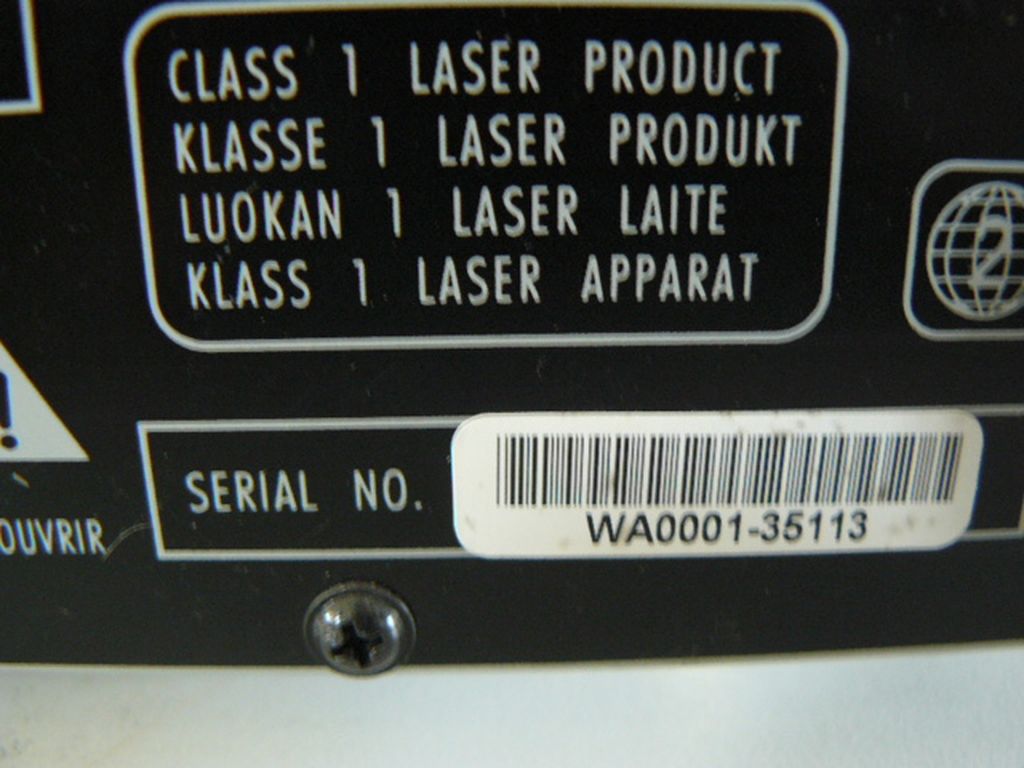 CLASS 1 LASER PRODUCT
KLASSE 1 LASER PRODUKT
LUOKAN 1 LASER LAITE
KLASS 1 LASER APPARAT
2
!
OUVRIR
SERIAL NO.
WA0001-35113